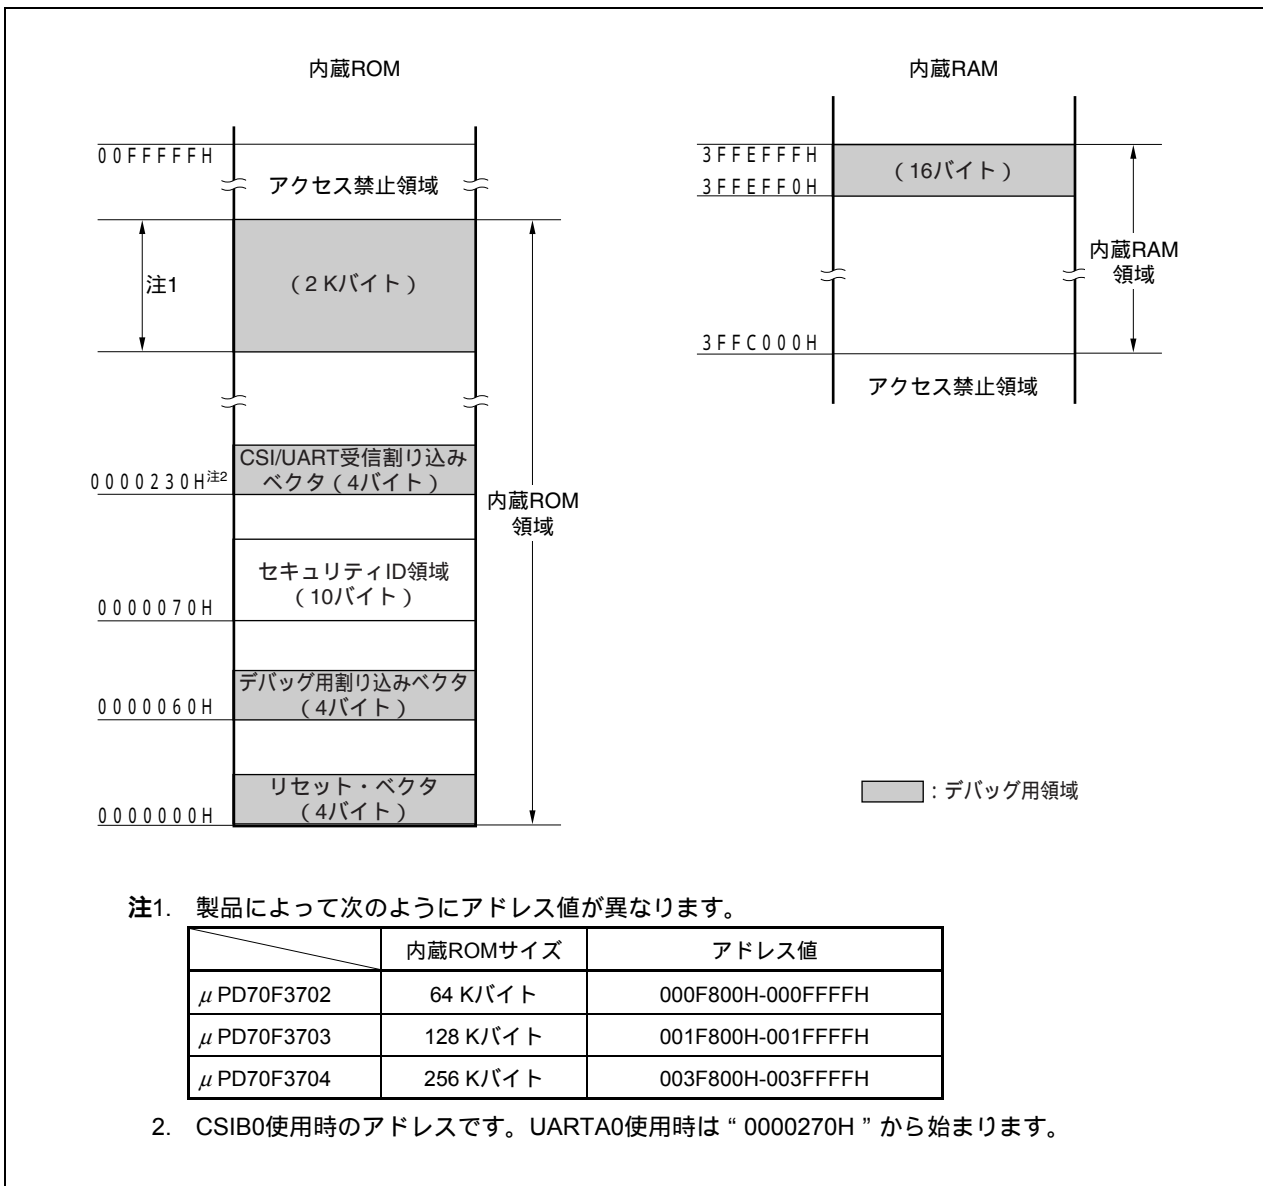 内蔵ROM
00FFFFFH
アクセス禁止領域
注1
(2 Kバイト)
CSI/UART受信割り込み
ベクタ(4バイト)
0000230H注2
内蔵ROM
領域
セキュリティID領域
(10バイト)
0000070H
デバッグ用割り込みベクタ
(4バイト)
0000060H
リセット・ベクタ
(4バイト)
0000000H
内蔵RAM
3FFEFFFH
(16バイト)
3FFEFF0H
内蔵RAM
領域
3FFC000H
アクセス禁止領域
:デバッグ用領域
注1. 製品によって次のようにアドレス値が異なります。
内蔵ROMサイズ アドレス値
μPD70F3702 64 Kバイト 000F800H-000FFFFH
μPD70F3703 128 Kバイト 001F800H-001FFFFH
μPD70F3704 256 Kバイト 003F800H-003FFFFH
2. CSIB0使用時のアドレスです。UARTA0使用時は“0000270H”から始まります。